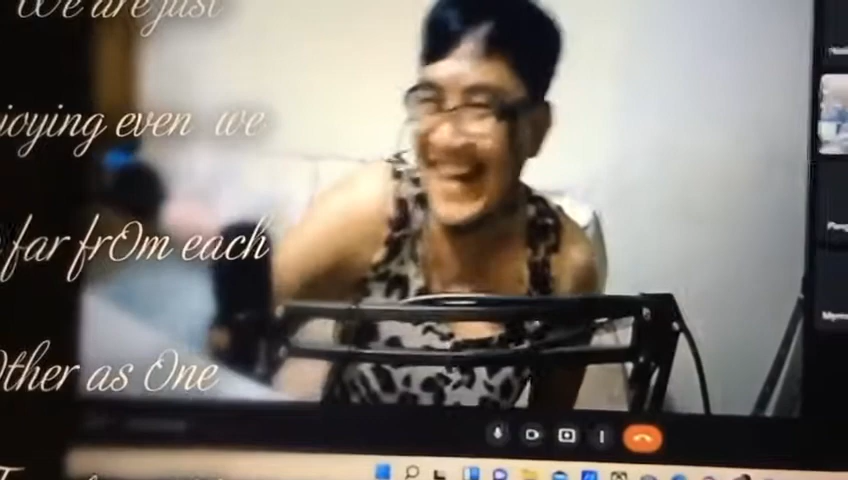 We are just
joying even we
far from each
Other as One